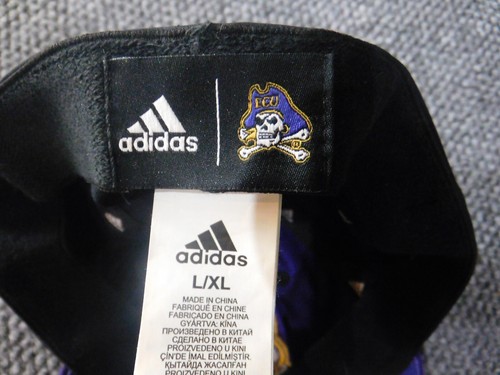 adidas
ECU
adidas
L/XL
MADE IN CHINA
FABRIQUÉ EN CHINE
FABRICADO EN CHINA
GYÁRTVA: KÍNA
ПРОИЗВЕДЕНО В КИТАЙ
СДЕЛАНО В КИТАЕ
PROIZVEDENO U KINI
ÇİN'DE İMAL EDİLMİŞTİR.
ҚЫТАЙДА ЖАСАЛҒАН
PROIZVEDENO U KINI